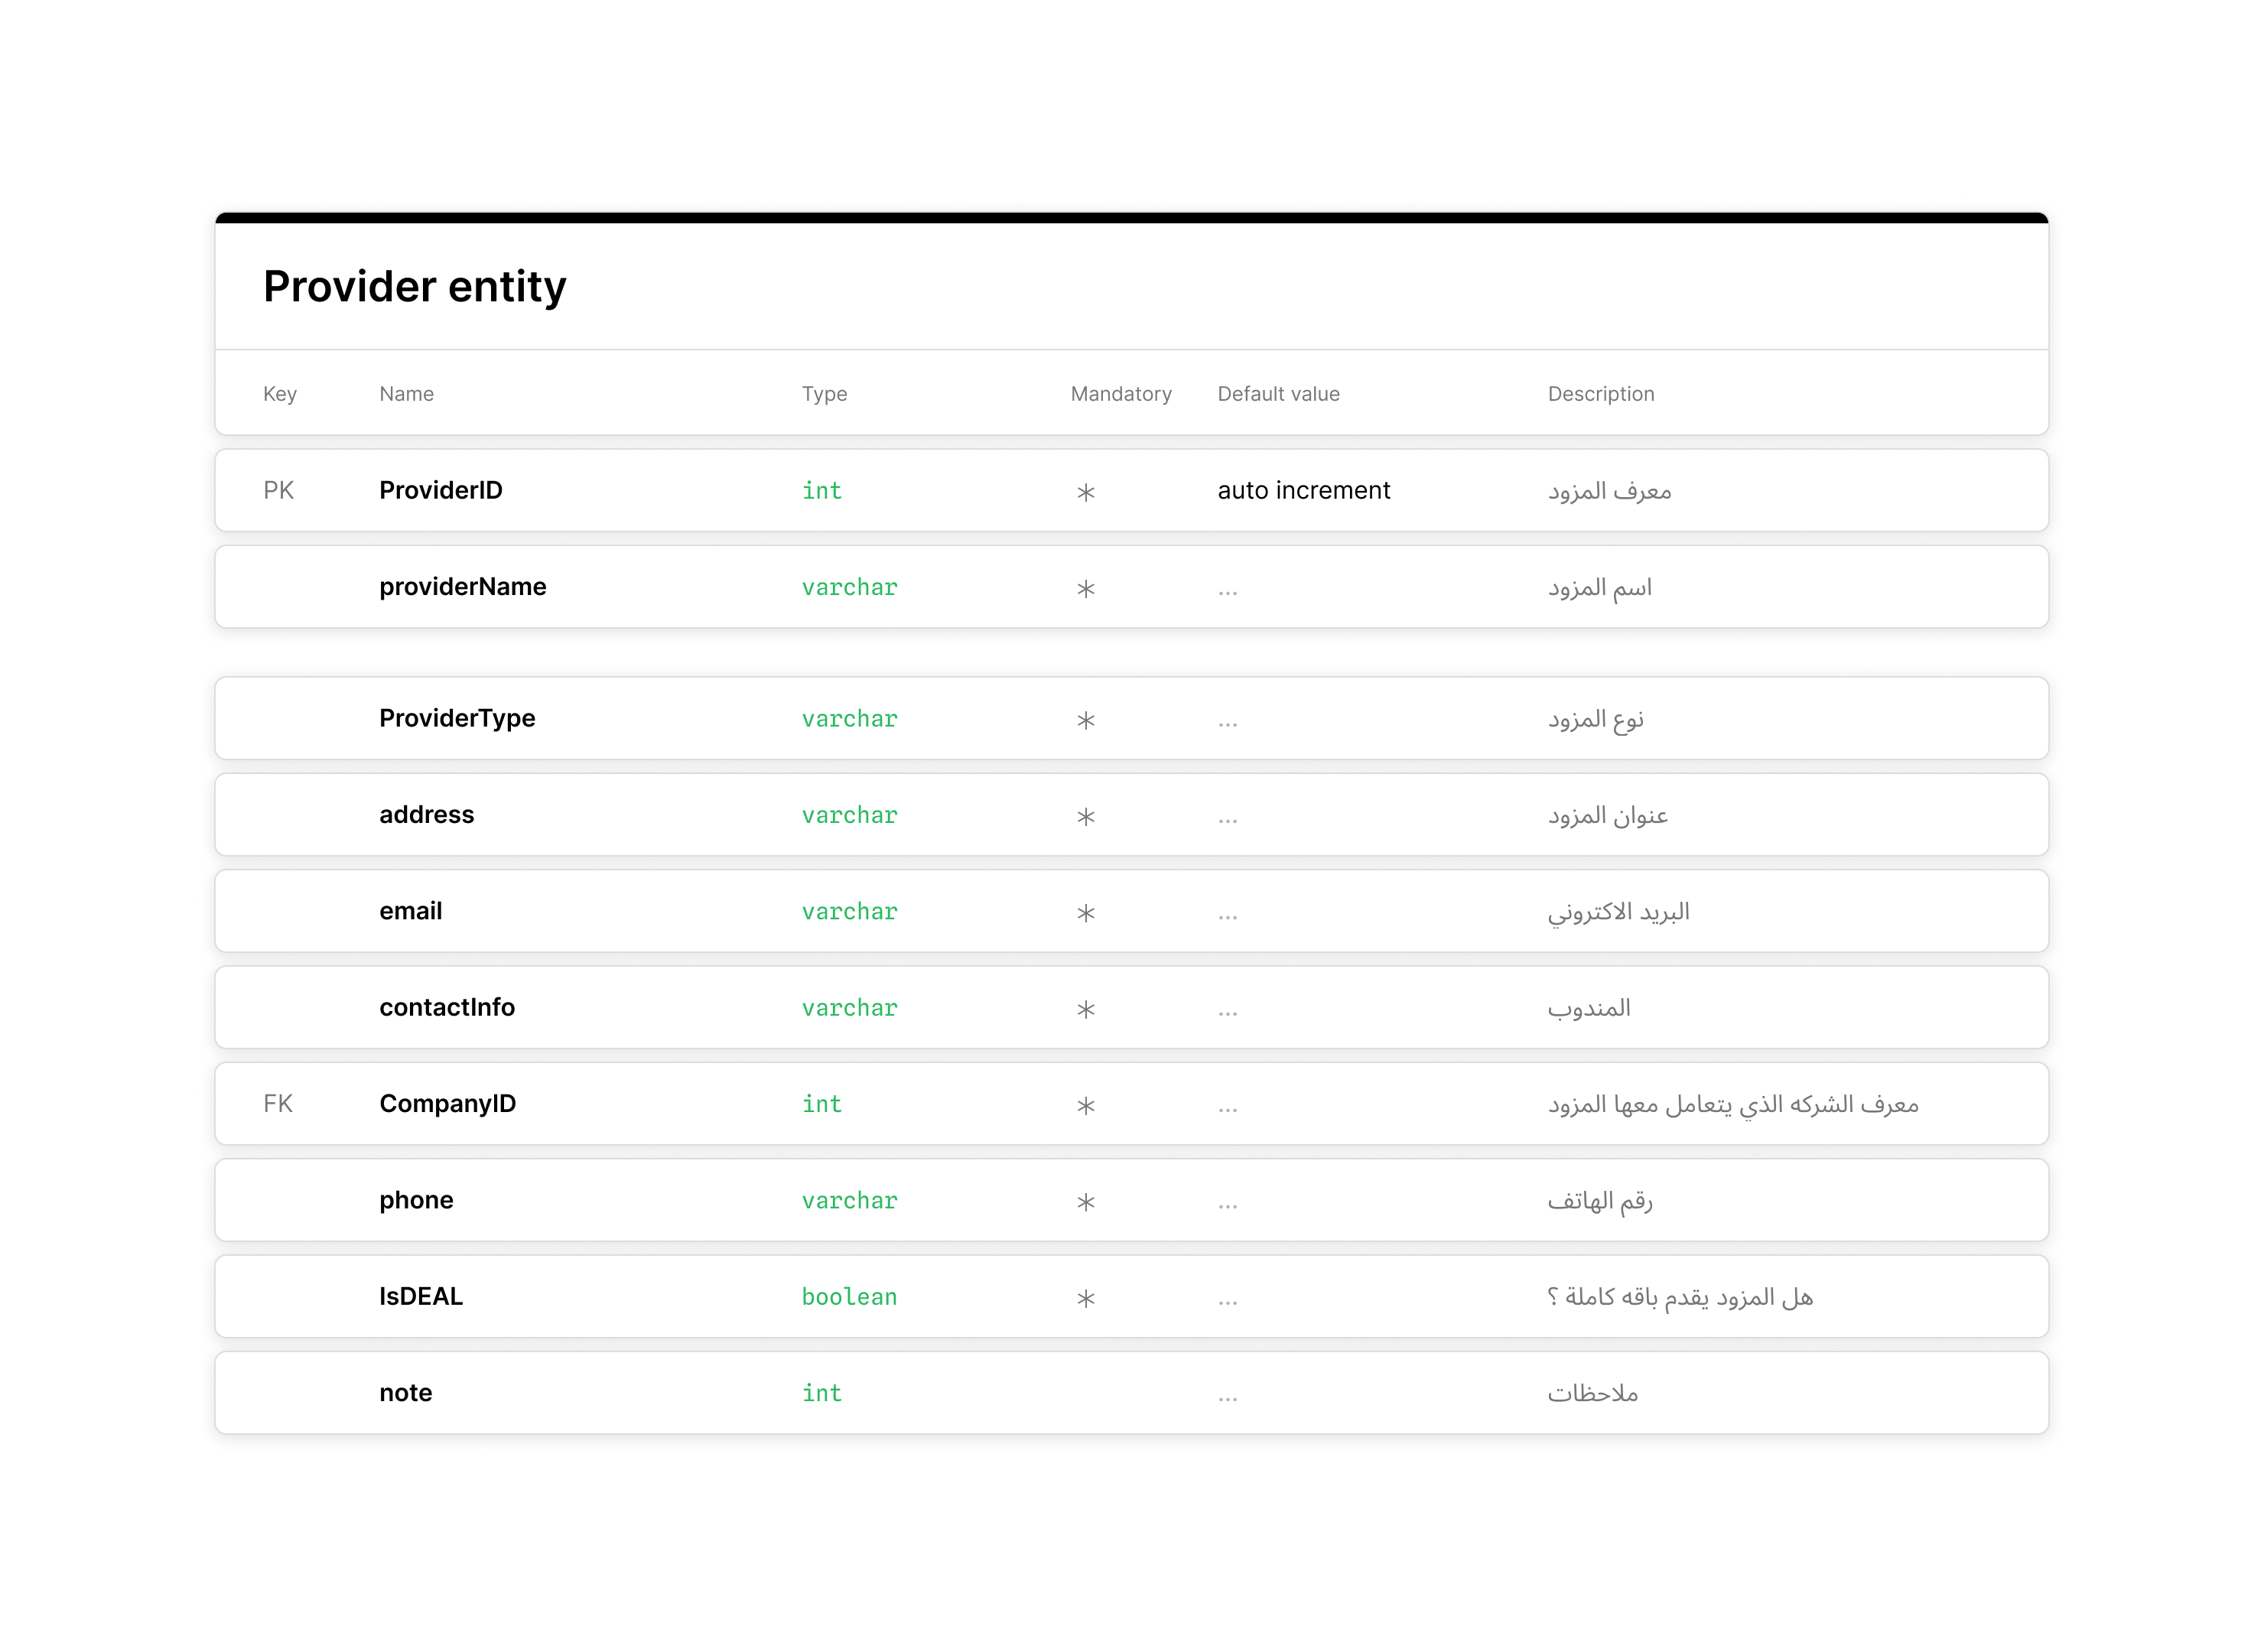 Provider entity
Key Name Type Mandatory Default value Description
PK ProviderID int * auto increment معرف المزود
providerName varchar * ... اسم المزود
ProviderType varchar * ... نوع المزود
address varchar * ... عنوان المزود
email varchar * ... البريد الاكتروني
contactInfo varchar * ... المندوب
FK CompanyID int * ... معرف الشركه الذي يتعامل معها المزود
phone varchar * ... رقم الهاتف
IsDEAL boolean * ... هل المزود يقدم باقه كاملة ؟
note int ... ملاحظات